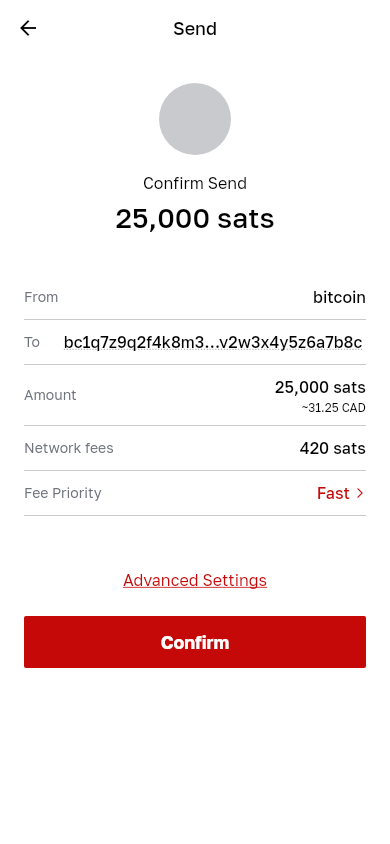 Send
Confirm Send
25,000 sats
From bitcoin
To bc1q7z9q2f4k8m3...v2w3x4y5z6a7b8c
Amount 25,000 sats
~31.25 CAD
Network fees 420 sats
Fee Priority Fast
Advanced Settings
Confirm